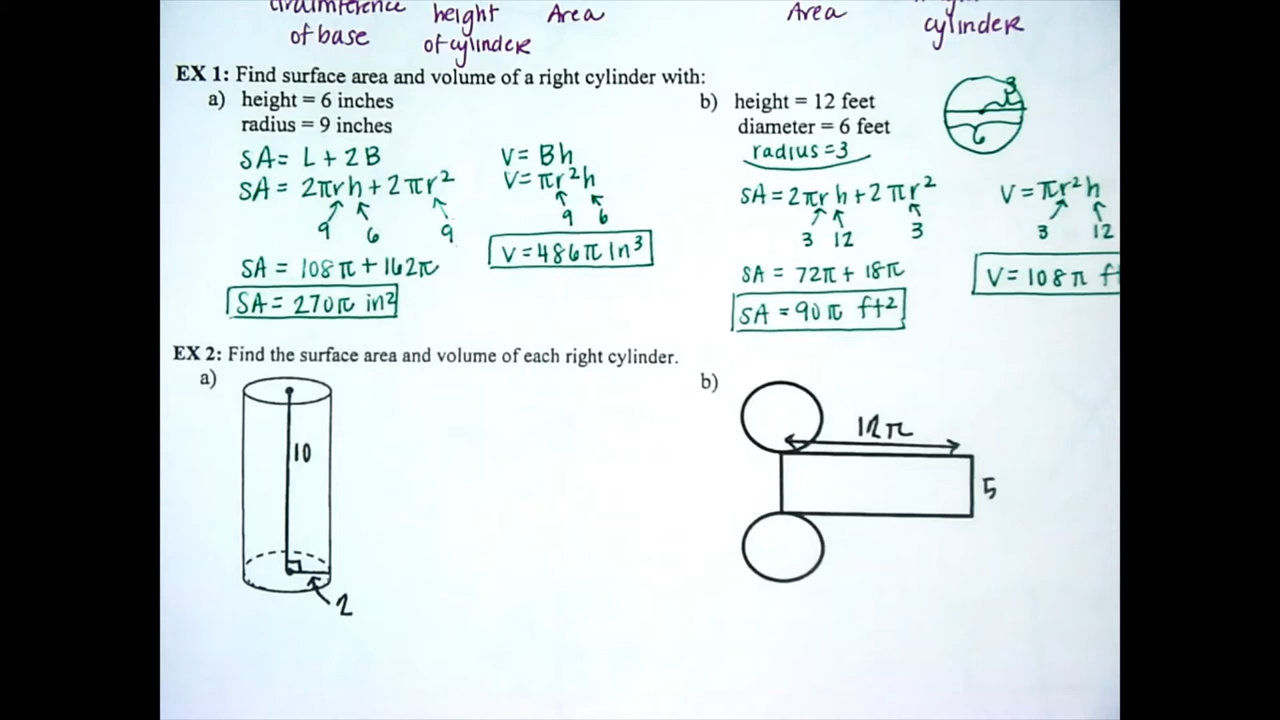 circumference height Area Area
of base of cylinder cylinder
EX 1: Find surface area and volume of a right cylinder with:
a) height = 6 inches
radius = 9 inches
SA = L + 2B
SA = 2πrh + 2πr²
9 6 9
SA = 108π + 162π
SA = 270π in²
V = Bh
V = πr²h
9 6
V = 486π in³
b) height = 12 feet
diameter = 6 feet
radius = 3
3
6
SA = 2πrh + 2πr²
3 12 3
SA = 72π + 18π
SA = 90π ft²
V = πr²h
3 12
V = 108π f
EX 2: Find the surface area and volume of each right cylinder.
a)
10
2
b)
12π
5